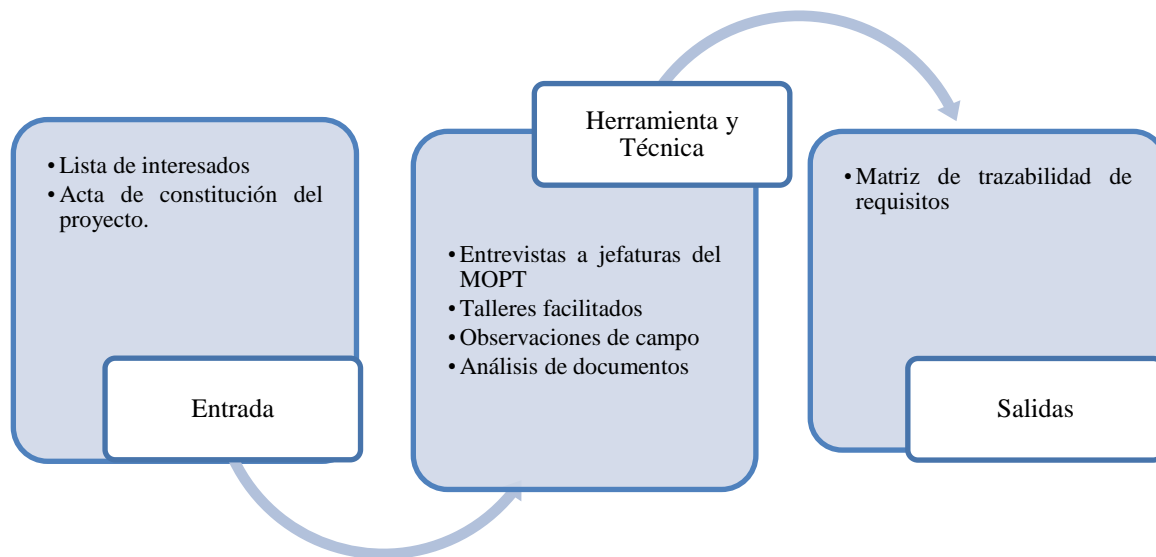 • Lista de interesados
• Acta de constitución del
proyecto.
Entrada
Herramienta y
Técnica
• Entrevistas a jefaturas del
MOPT
• Talleres facilitados
• Observaciones de campo
• Análisis de documentos
• Matriz de trazabilidad de
requisitos
Salidas